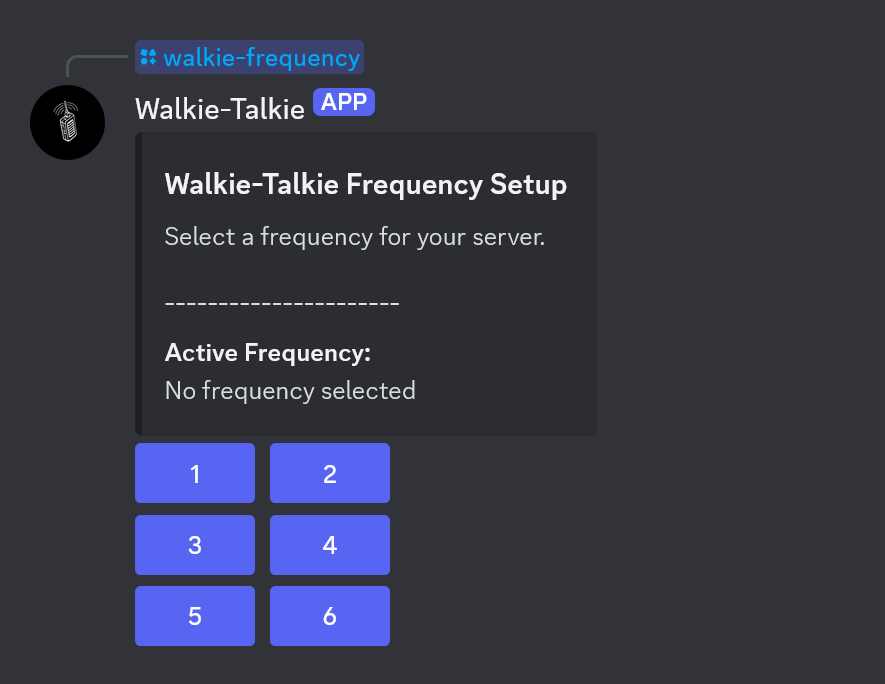 walkie-frequency
Walkie-Talkie APP
Walkie-Talkie Frequency Setup
Select a frequency for your server.
----------------------
Active Frequency:
No frequency selected
1 2
3 4
5 6